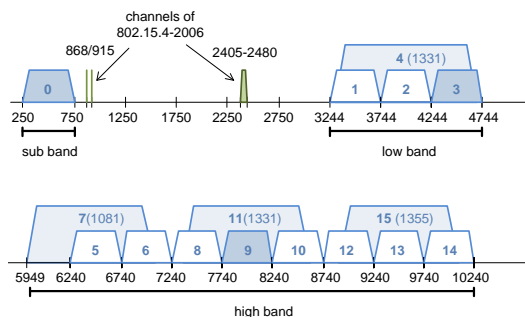 channels of
802.15.4-2006
868/915
2405-2480
0
4 (1331)
1 2 3
250 750 1250 1750 2250 2750 3244 3744 4244 4744
sub band
low band
7(1081) 11(1331) 15 (1355)
5 6 8 9 10 12 13 14
5949 6240 6740 7240 7740 8240 8740 9240 9740 10240
high band